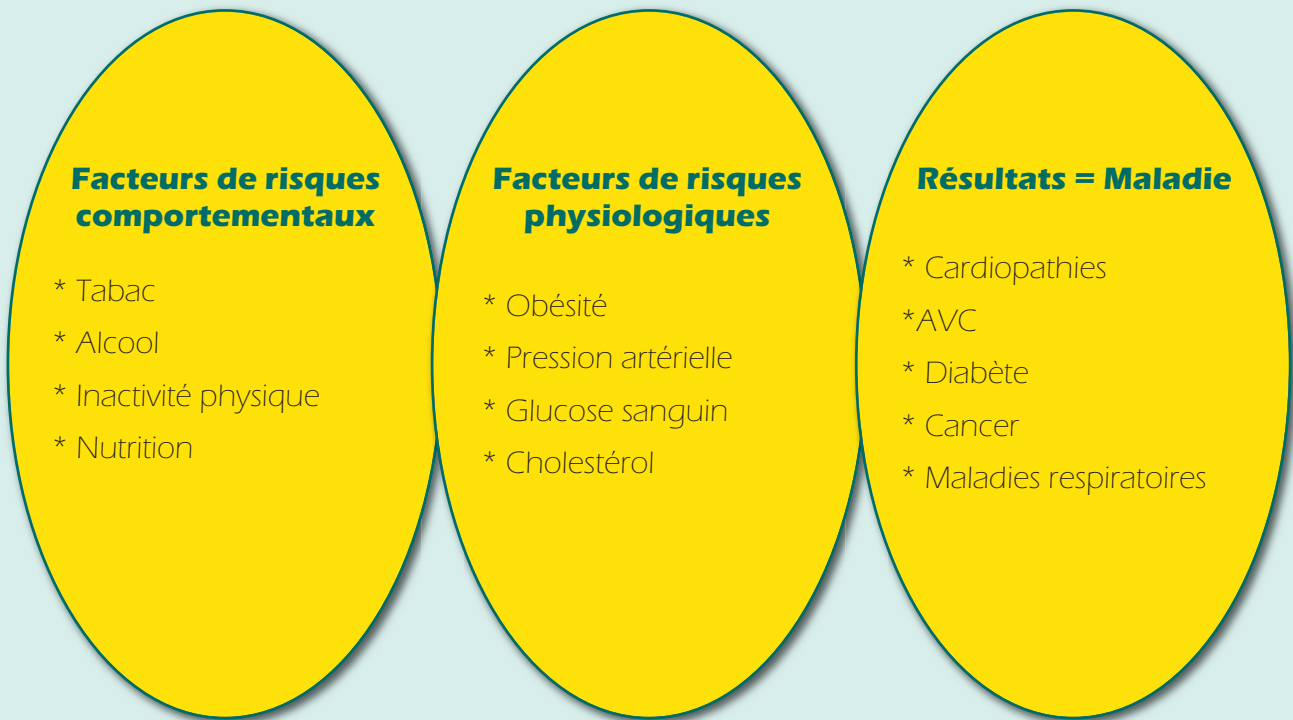 Facteurs de risques
comportementaux
* Tabac
* Alcool
* Inactivité physique
* Nutrition
Facteurs de risques
physiologiques
* Obésité
* Pression artérielle
* Glucose sanguin
* Cholestérol
Résultats = Maladie
* Cardiopathies
*AVC
* Diabète
* Cancer
* Maladies respiratoires